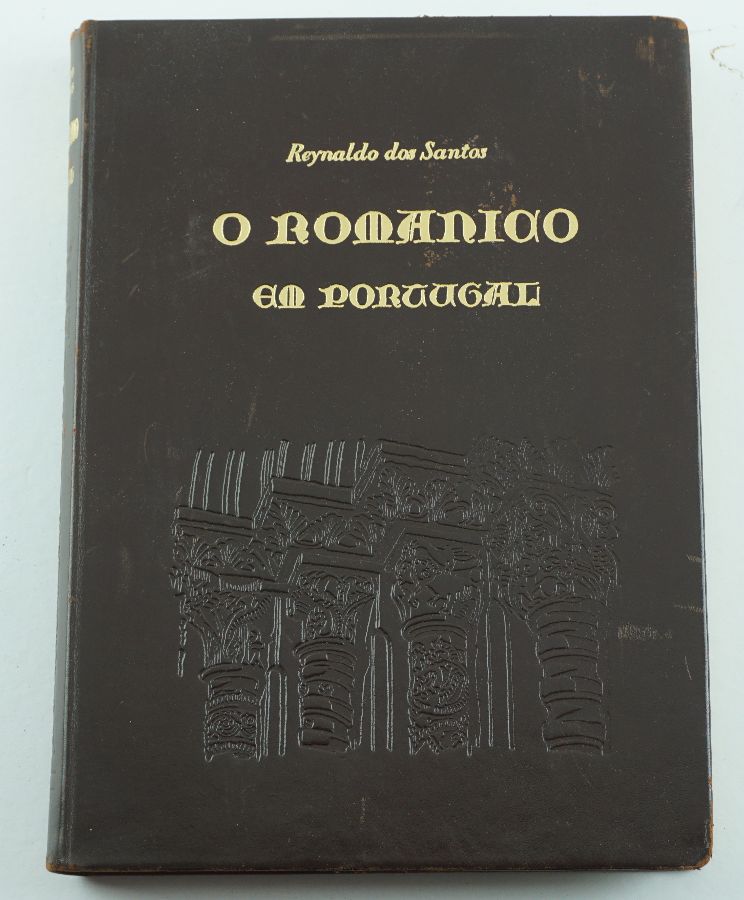 Reynaldo dos Santos
O ROMANICO
EM PORTUGAL